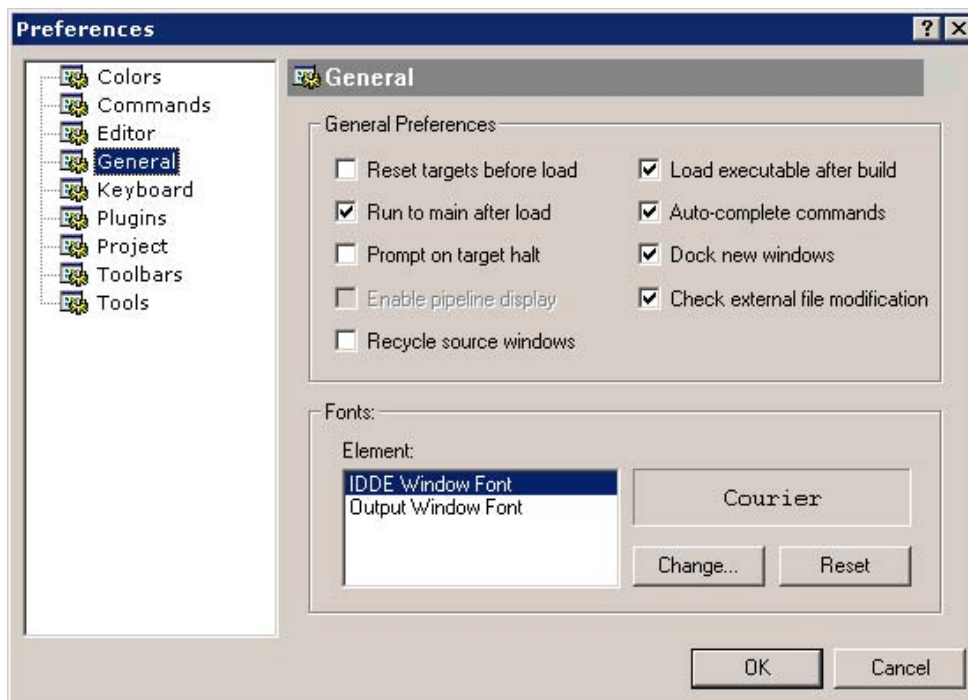 Preferences
Colors
Commands
Editor
General
Keyboard
Plugins
Project
Toolbars
Tools
General
General Preferences
Reset targets before load
Run to main after load
Prompt on target halt
Enable pipeline display
Recycle source windows
Load executable after build
Auto-complete commands
Dock new windows
Check external file modification
Fonts:
Element:
IDDE Window Font
Output Window Font
Courier
Change...
Reset
OK
Cancel